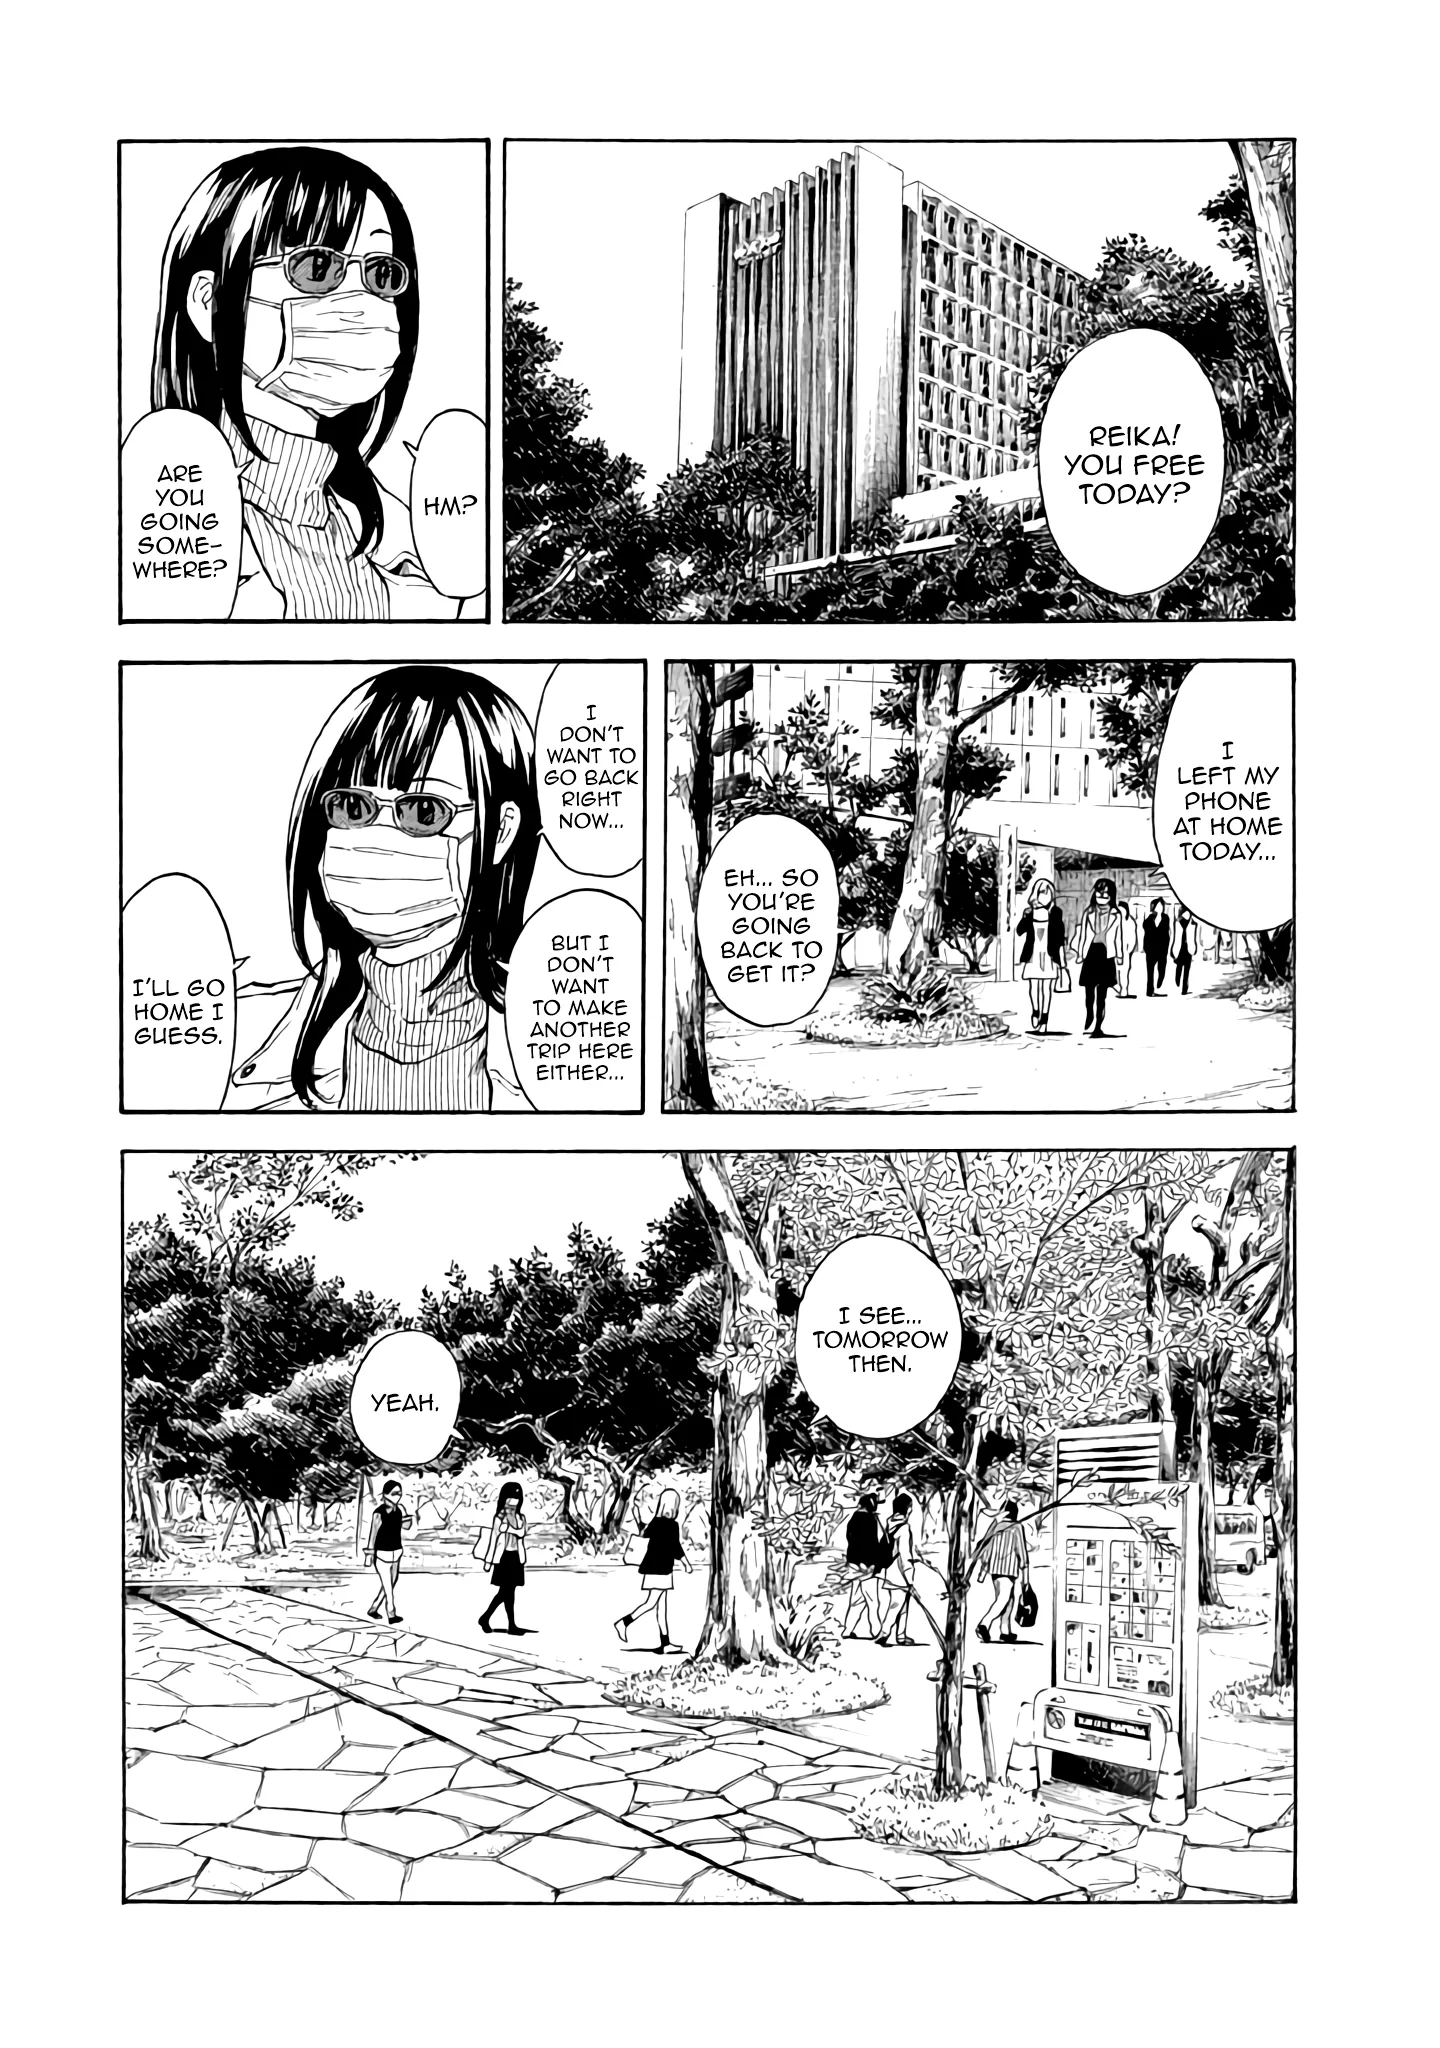 REIKA!
YOU FREE
TODAY?
HM?
ARE
YOU
GOING
SOME-
WHERE?
I
LEFT MY
PHONE
AT HOME
TODAY...
EH... SO
YOU'RE
GOING
BACK TO
GET IT?
I
DON'T
WANT TO
GO BACK
RIGHT
NOW...
BUT I
DON'T
WANT
TO MAKE
ANOTHER
TRIP HERE
EITHER...
I'LL GO
HOME I
GUESS.
I SEE...
TOMORROW
THEN.
YEAH.